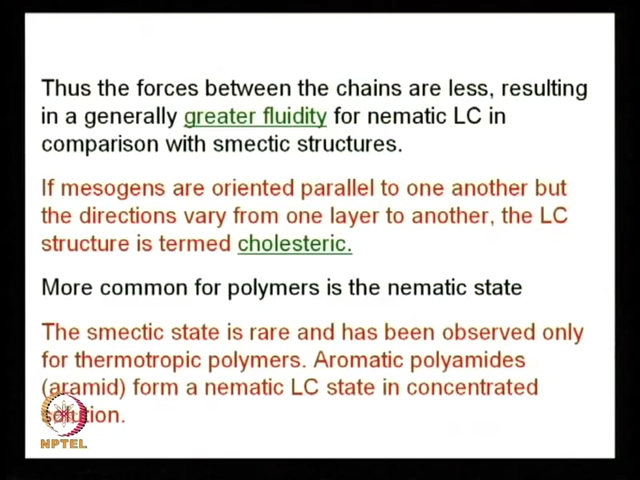 Thus the forces between the chains are less, resulting
in a generally greater fluidity for nematic LC in
comparison with smectic structures.
If mesogens are oriented parallel to one another but
the directions vary from one layer to another, the LC
structure is termed cholesteric.
More common for polymers is the nematic state
The smectic state is rare and has been observed only
for thermotropic polymers. Aromatic polyamides
(aramid) form a nematic LC state in concentrated
solution.
NPTEL